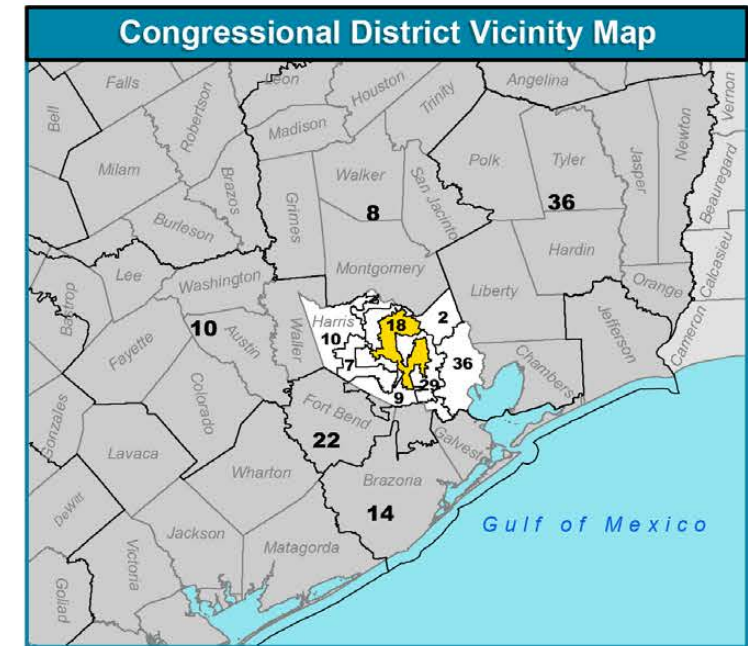 Congressional District Vicinity Map
Falls
Leon
Houston
Angelina
Vernon
Bell
Robertson
Trinity
Newton
Madison
Jasper
Milam
Brazos
Walker
Polk
Tyler
Beauregard
Grimes
San Jacinto
8
36
Burleson
Hardin
Calcasieu
Montgomery
Lee
Washington
Liberty
Orange
Bastrop
2
Harris
18
2
Jefferson
Cameron
10
Austin
Waller
10
Fayette
7
36
Chambers
29
9
Colorado
Fort Bend
Gonzales
22
Galvest
Lavaca
Wharton
Brazoria
DeWitt
14
Gulf of Mexico
Jackson
Victoria
Matagorda
Goliad